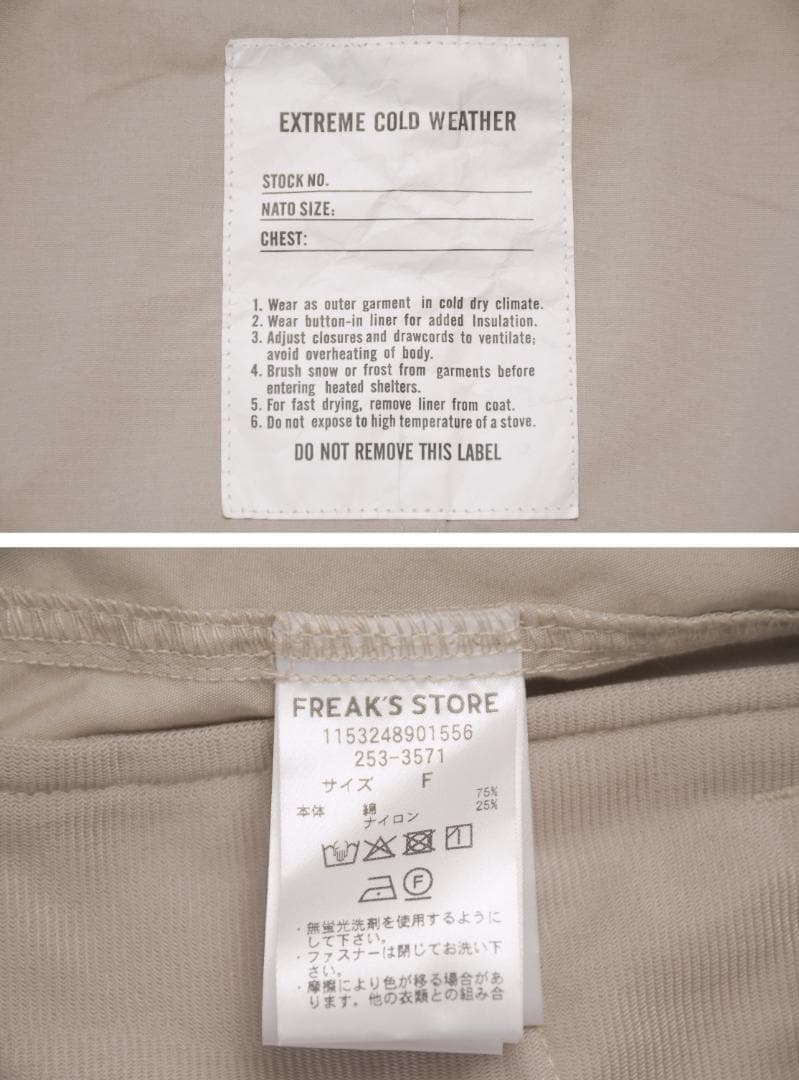 EXTREME COLD WEATHER
STOCK NO.
NATO SIZE:
CHEST:
1. Wear as outer garment in cold dry climate.
2. Wear button-in liner for added Insulation.
3. Adjust closures and drawcords to ventilate;
avoid overheating of body.
4. Brush snow or frost from garments before
entering heated shelters.
5. For fast drying, remove liner from coat.
6. Do not expose to high temperature of a stove.
DO NOT REMOVE THIS LABEL
FREAK'S STORE
1153248901556
253-3571
サイズ F
本体 綿 75%
ナイロン 25%
F
・無蛍光洗剤を使用するように
して下さい。
・ファスナーは閉じてお洗い下
さい。
・摩擦により色が移る場合があ
ります。他の衣類との組み合